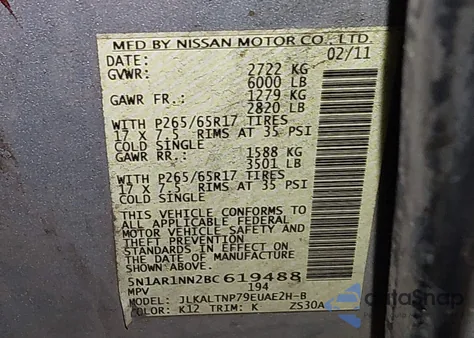 MFD BY NISSAN MOTOR CO., LTD.
DATE: 02/11
GVWR: 2722 KG
6000 LB
GAWR FR.: 1279 KG
2820 LB
WITH P265/65R17 TIRES
17 X 7.5 RIMS AT 35 PSI
COLD SINGLE
GAWR RR.: 1588 KG
3501 LB
WITH P265/65R17 TIRES
17 X 7.5 RIMS AT 35 PSI
COLD SINGLE
THIS VEHICLE CONFORMS TO
ALL APPLICABLE FEDERAL
MOTOR VEHICLE SAFETY AND
THEFT PREVENTION
STANDARDS IN EFFECT ON
THE DATE OF MANUFACTURE
SHOWN ABOVE.
5N1AR1NN2BC619488
MPV 194
MODEL: JLKALTNP79EUAE2H-B
COLOR: K12 TRIM: K ZS30A
dataSnap